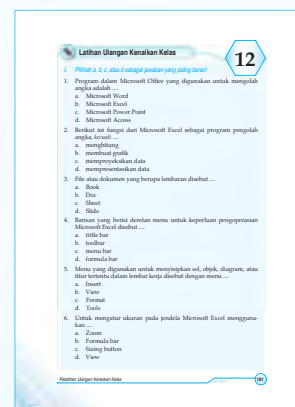 Latihan Ulangan Kenaikan Kelas
12
I. Pilihlah a, b, c, atau d sebagai jawaban yang paling benar!
1. Program dalam Microsoft Office yang digunakan untuk mengolah
angka adalah ....
a. Microsoft Word
b. Microsoft Excel
c. Microsoft Power Point
d. Microsoft Access
2. Berikut ini fungsi dari Microsoft Excel sebagai program pengolah
angka, kecuali ....
a. menghitung
b. membuat grafik
c. memproyeksikan data
d. mempresentasikan data
3. File atau dokumen yang berupa lembaran disebut ....
a. Book
b. Doc
c. Sheet
d. Slide
4. Barisan yang berisi deretan menu untuk keperluan pengoperasian
Microsoft Excel disebut ....
a. tittle bar
b. toolbar
c. menu bar
d. formula bar
5. Menu yang digunakan untuk menyisipkan sel, objek, diagram, atau
fitur tertentu dalam lembar kerja disebut dengan menu ....
a. Insert
b. View
c. Format
d. Tools
6. Untuk mengatur ukuran pada jendela Microsoft Excel mengguna-
kan ....
a. Zoom
b. Formula bar
c. Sizing button
d. View
Pelatihan Ulangan Kenaikan Kelas
181